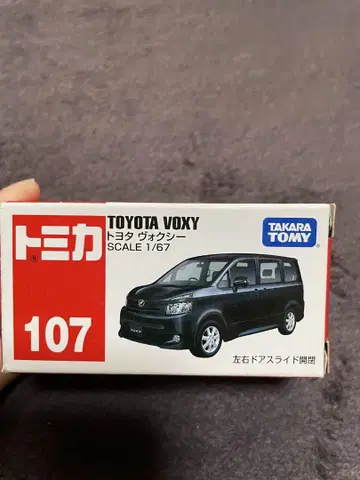 トミカ
107
TOYOTA VOXY
トヨタ ヴォクシー
SCALE 1/67
TAKARA
TOMY
左右ドアスライド開閉